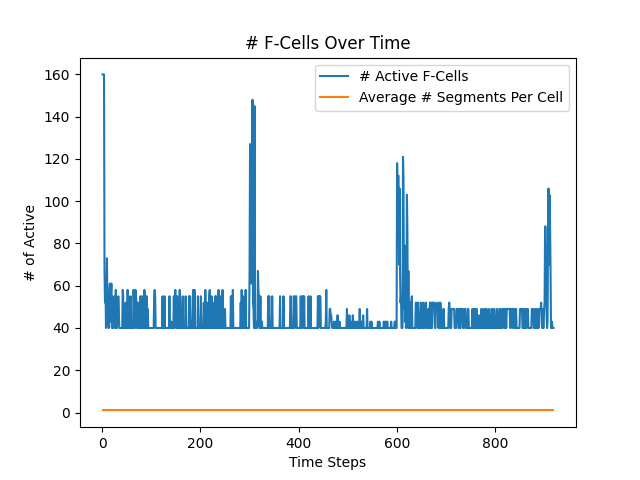 # F-Cells Over Time
# Active F-Cells
Average # Segments Per Cell
# of Active
160
140
120
100
80
60
40
20
0
0 200 400 600 800
Time Steps